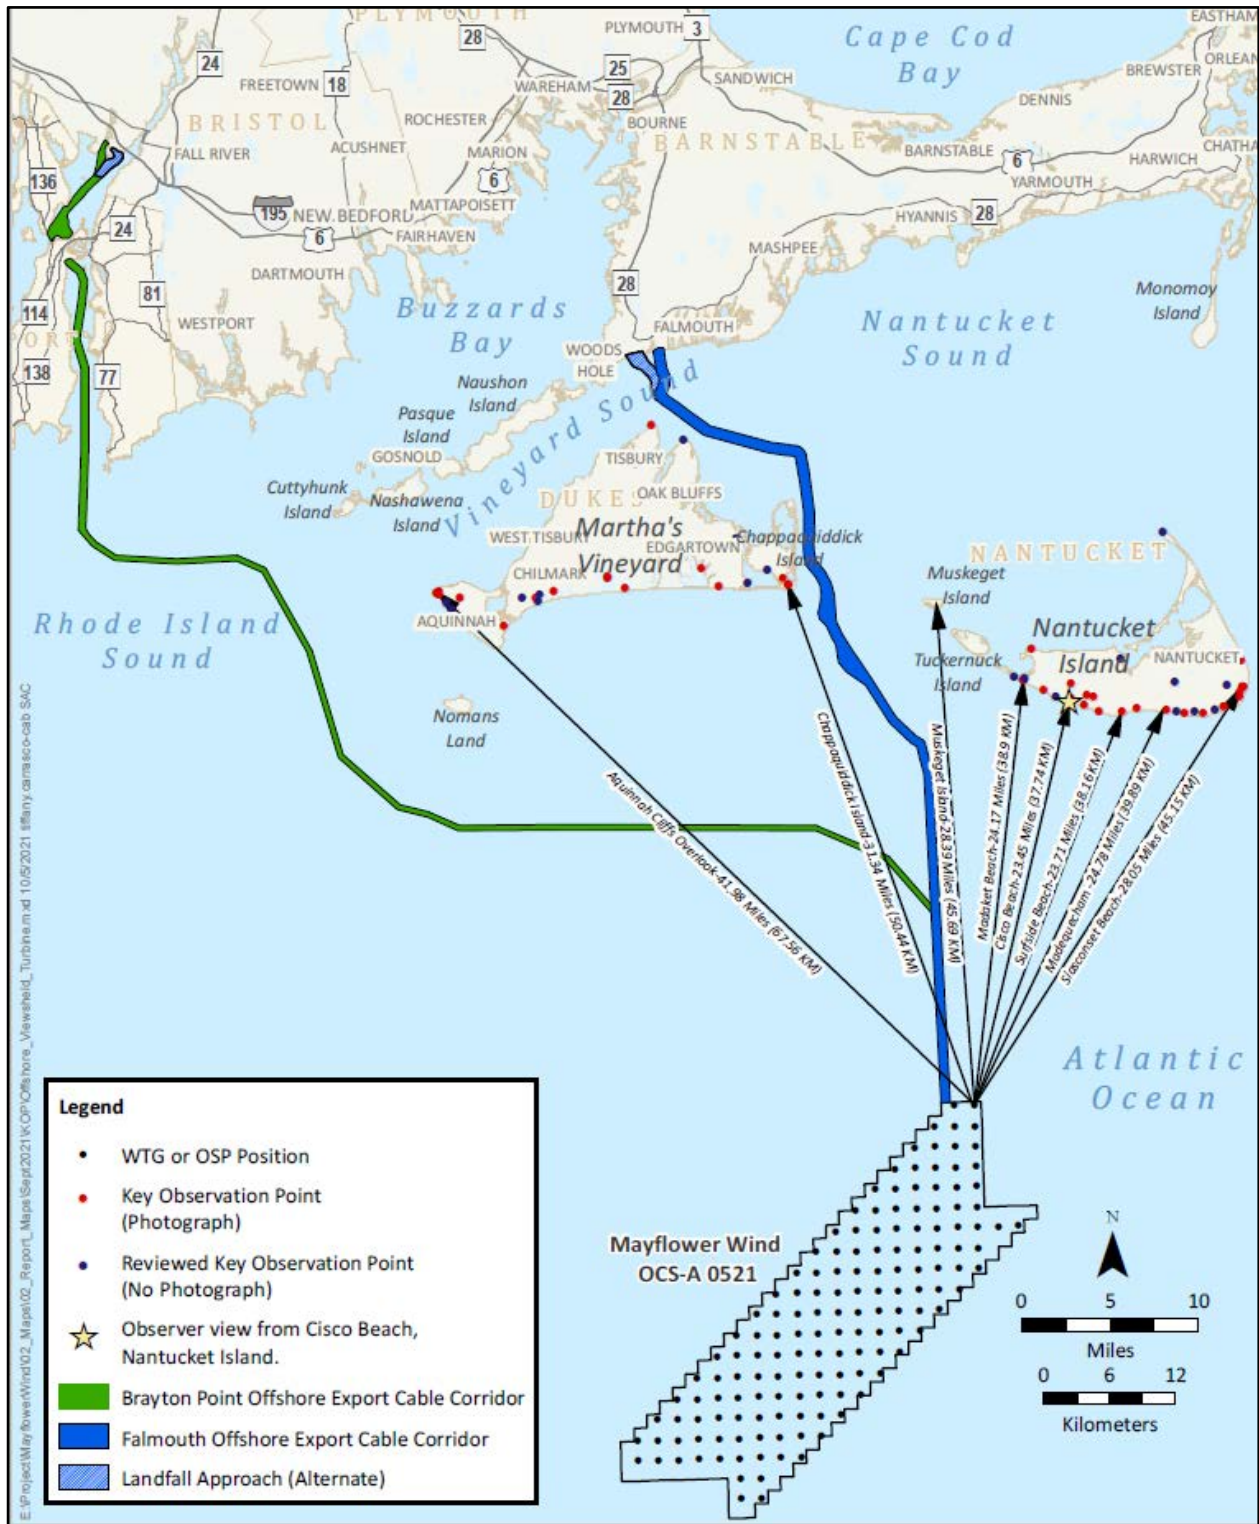 PLYMOUTH
PLYMOUTH
3
EASTHAM
Cape Cod
Bay
ORLEAN
BREWSTER
24
28
25
FREETOWN
18
WAREHAM
SANDWICH
28
DENNIS
BRISTOL
ROCHESTER
BOURNE
BARNSTABLE
CHATHA
FALL RIVER
ACUSHNET
MARION
BARNSTABLE
6
HARWICH
136
6
YARMOUTH
MATTAPOISETT
195
NEW BEDFORD
HYANNIS
28
24
6
FAIRHAVEN
MASHPEE
DARTMOUTH
28
81
Monomoy
Island
114
Buzzards
Bay
Nantucket
Sound
WESTPORT
FALMOUTH
PORT
WOODS
HOLE
138
77
Naushon
Island
Vineyard Sound
Pasque
Island
GOSNOLD
TISBURY
Cuttyhunk
Island
Nashawena
Island
DUKES
OAK BLUFFS
WEST TISBURY
Martha's
Vineyard
EDGARTOWN
Chappaquiddick
Island
NANTUCKET
CHILMARK
Muskeget
Island
AQUINNAH
Rhode Island
Sound
Nantucket
Island
NANTUCKET
Tuckernuck
Island
Nomans
Land
Aquinnah Cliffs Overlook-41.98 Miles (67.56 KM)
Chappaquiddick Island-31.34 Miles (50.44 KM)
Muskeget Island-28.39 Miles (45.69 KM)
Madaket Beach-24.17 Miles (38.9 KM)
Cisco Beach-23.45 Miles (37.74 KM)
Surfside Beach-23.71 Miles (38.16 KM)
Madequecham -24.78 Miles (39.89 KM)
Siasconset Beach-28.05 Miles (45.15 KM)
Atlantic
Ocean
Mayflower Wind
OCS-A 0521
N
0 5 10
Miles
0 6 12
Kilometers
Legend
WTG or OSP Position
Key Observation Point
(Photograph)
Reviewed Key Observation Point
(No Photograph)
Observer view from Cisco Beach,
Nantucket Island.
Brayton Point Offshore Export Cable Corridor
Falmouth Offshore Export Cable Corridor
Landfall Approach (Alternate)